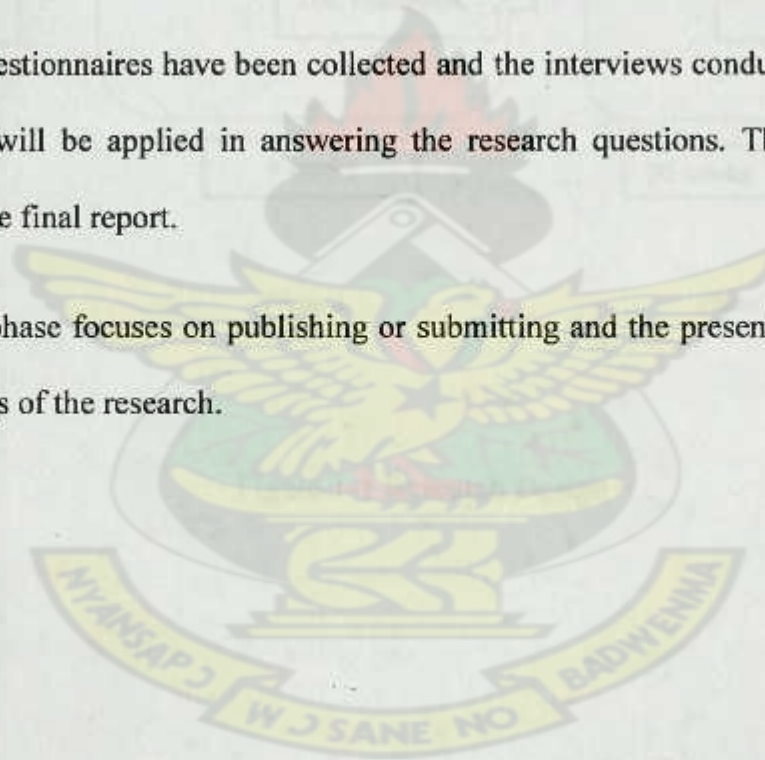 estionnaires have been collected and the interviews condu
will be applied in answering the research questions. Th
e final report.
phase focuses on publishing or submitting and the presen
s of the research.
NYANSAPƆ
WƆSANE NO
BADWENMA